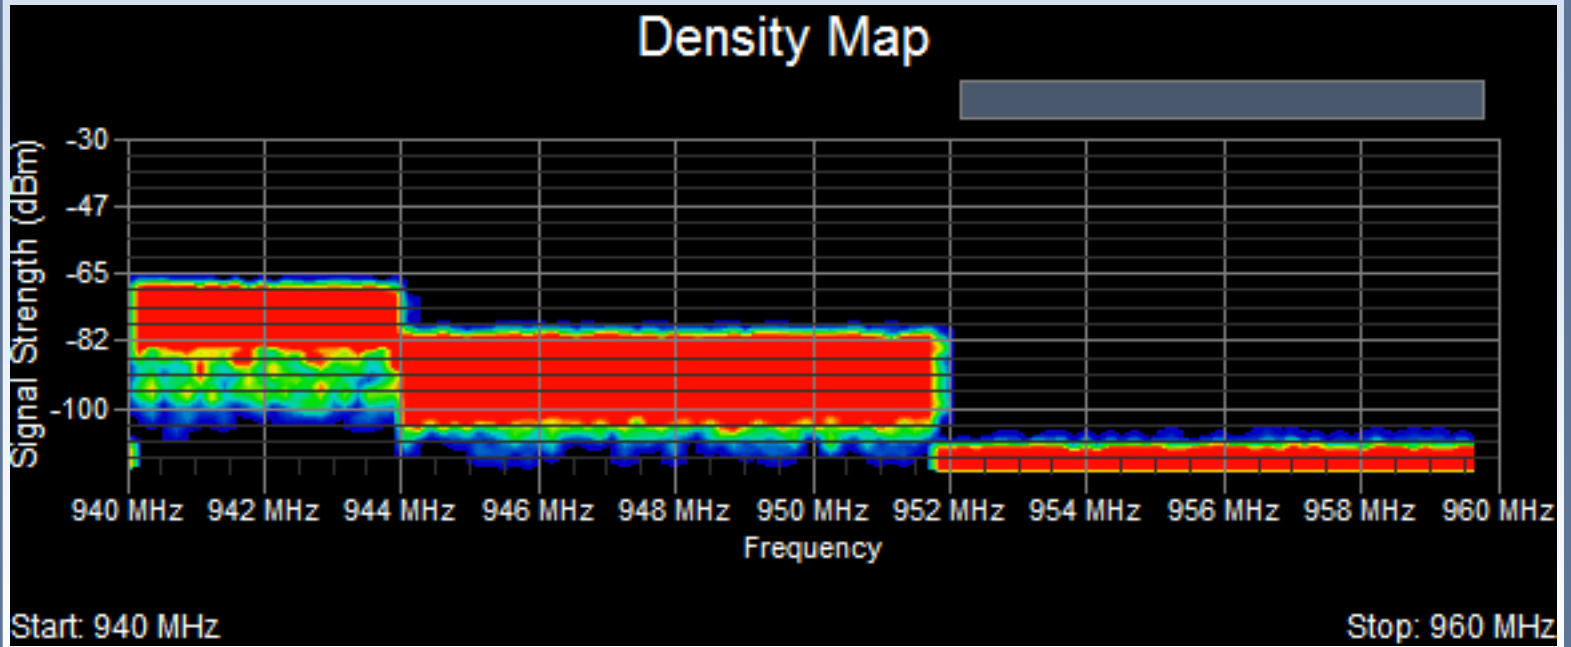 Density Map
Signal Strength (dBm)
-30
-47
-65
-82
-100
940 MHz 942 MHz 944 MHz 946 MHz 948 MHz 950 MHz 952 MHz 954 MHz 956 MHz 958 MHz 960 MHz
Frequency
Start: 940 MHz Stop: 960 MHz